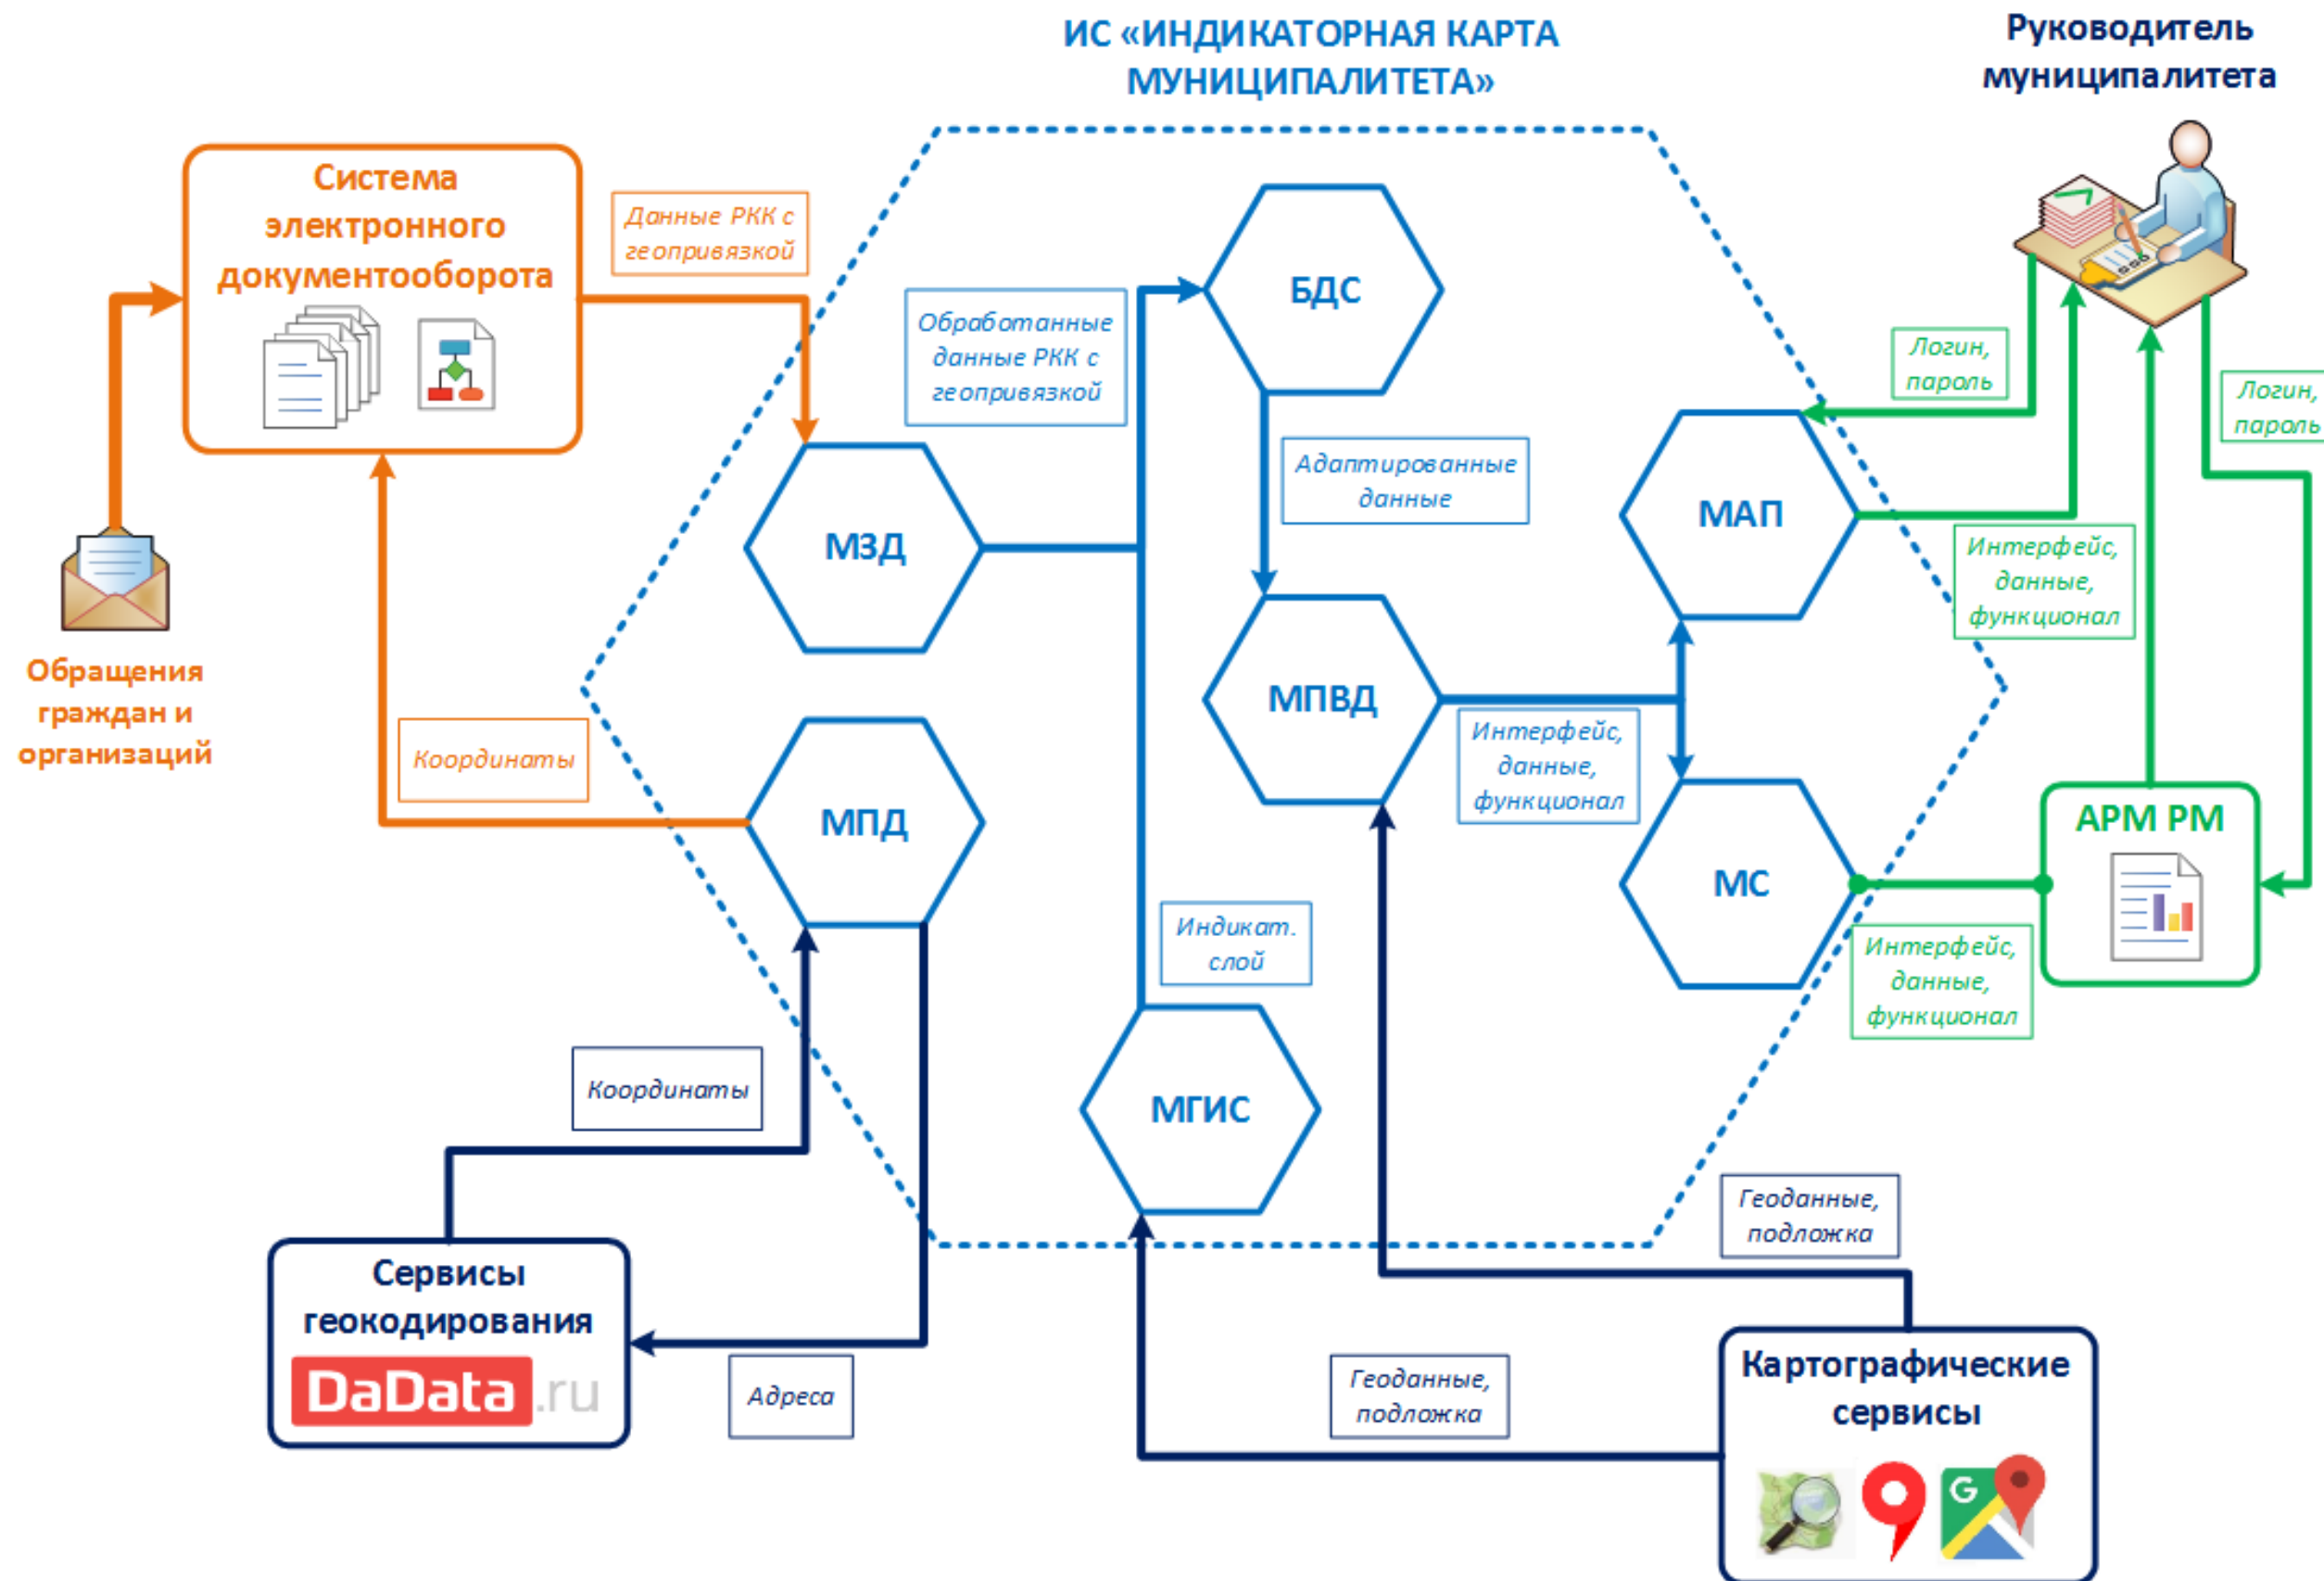 ИС «ИНДИКАТОРНАЯ КАРТА
МУНИЦИПАЛИТЕТА»
Руководитель
муниципалитета
Система
электронного
документооборота
Данные РКК с
геопривязкой
Обработанные
данные РКК с
геопривязкой
БДС
Адаптированные
данные
Логин,
пароль
Логин,
пароль
МЗД
МАП
Интерфейс,
данные,
функционал
Обращения
граждан и
организаций
Координаты
МПД
МПВД
Интерфейс,
данные,
функционал
МС
АРМ РМ
Интерфейс,
данные,
функционал
Индикат.
слой
МГИС
Координаты
Сервисы
геокодирования
DaData.ru
Адреса
Геоданные,
подложка
Геоданные,
подложка
Картографические
сервисы
G